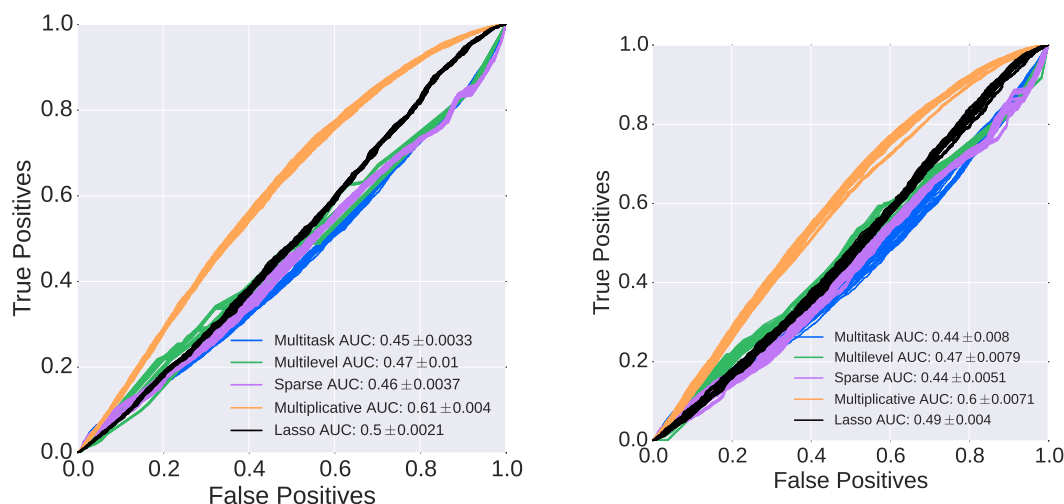 1.0
0.8
0.6
0.4
0.2
0.0
True Positives
Multitask AUC: 0.45±0.0033
Multilevel AUC: 0.47±0.01
Sparse AUC: 0.46±0.0037
Multiplicative AUC: 0.61±0.004
Lasso AUC: 0.5±0.0021
0.0 0.2 0.4 0.6 0.8 1.0
False Positives
1.0
0.8
0.6
0.4
0.2
0.0
True Positives
Multitask AUC: 0.44±0.008
Multilevel AUC: 0.47±0.0079
Sparse AUC: 0.44±0.0051
Multiplicative AUC: 0.6±0.0071
Lasso AUC: 0.49±0.004
0.0 0.2 0.4 0.6 0.8 1.0
False Positives